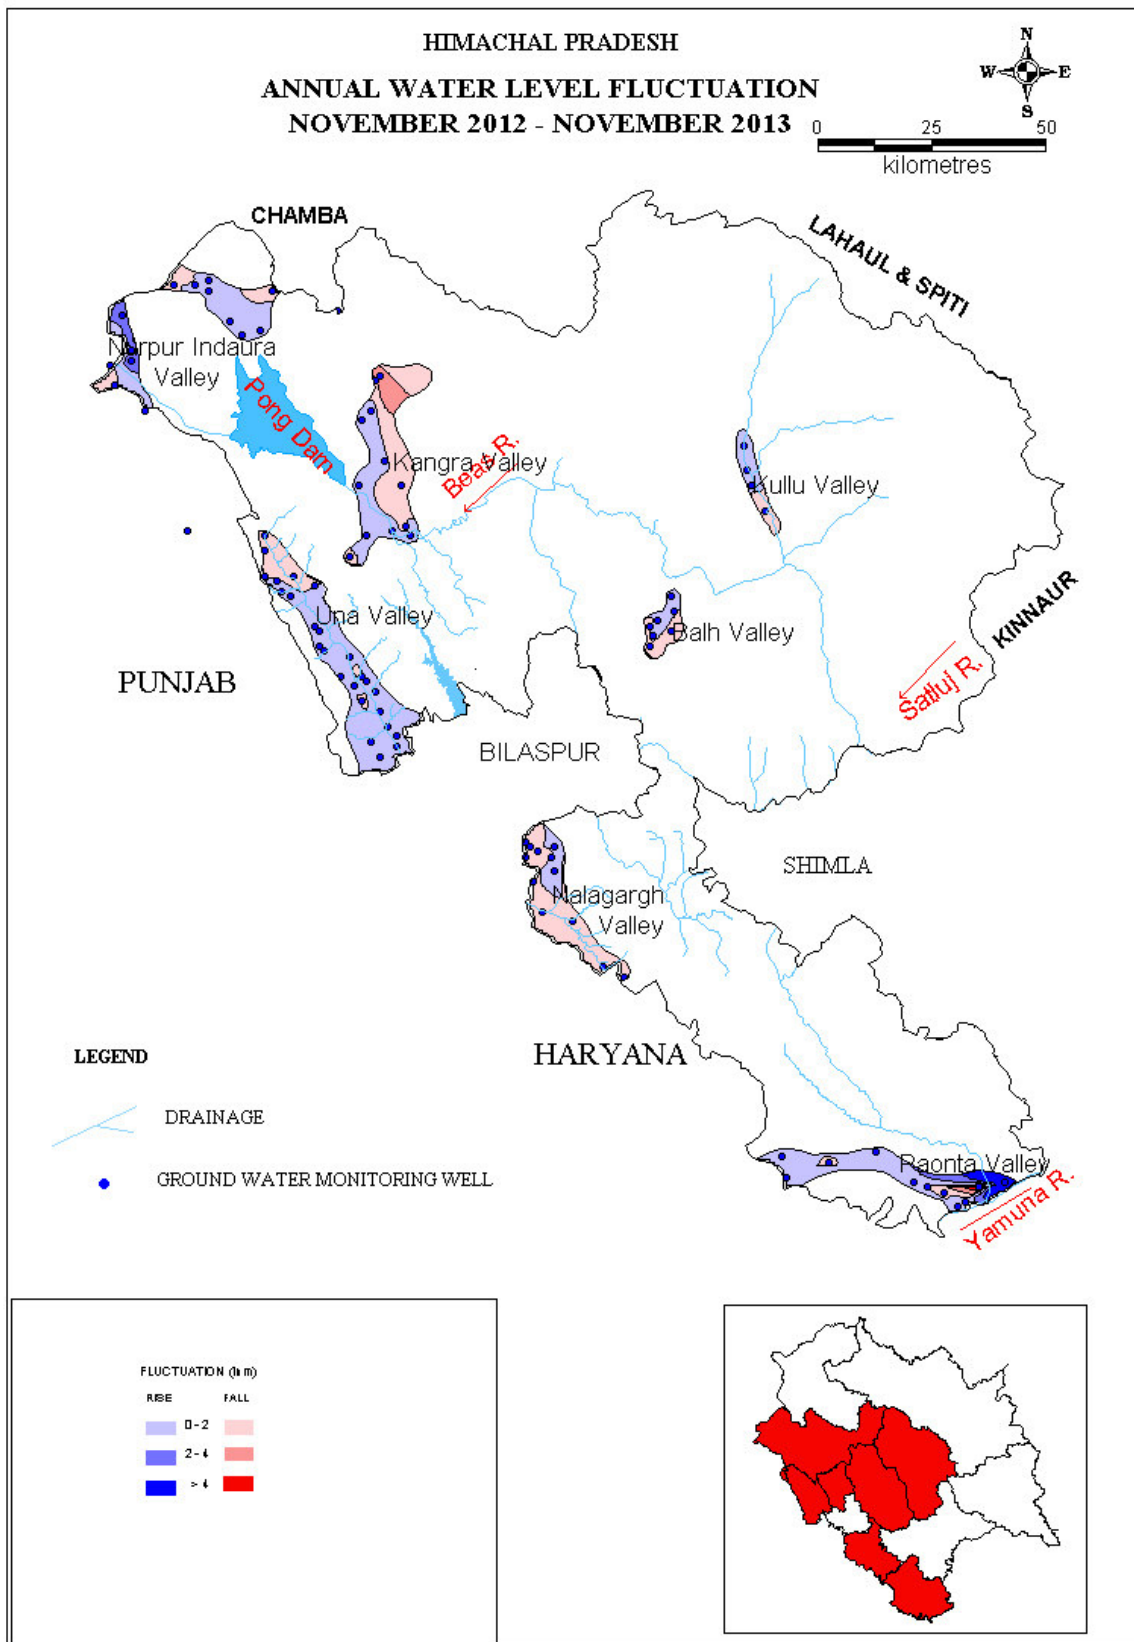 HIMACHAL PRADESH
ANNUAL WATER LEVEL FLUCTUATION
NOVEMBER 2012 - NOVEMBER 2013
N
W E
S
0 25 50
kilometres
CHAMBA
LAHAUL & SPITI
Nurpur Indaura
Valley
Pong Dam
Kangra Valley
Beas R.
Kullu Valley
Una Valley
Balh Valley
KINNAUR
Satluj R.
PUNJAB
BILASPUR
SHIMLA
Nalagargh
Valley
HARYANA
Paonta Valley
Yamuna R.
LEGEND
DRAINAGE
GROUND WATER MONITORING WELL
FLUCTUATION (In m)
RISE FALL
0 - 2
2 - 4
> 4